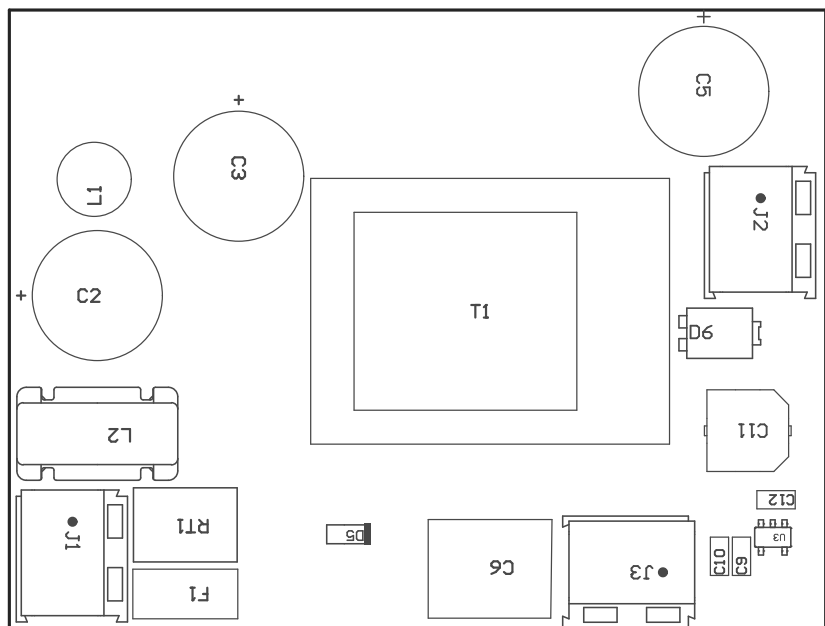 +
C5
+
C3
L1
J2
+
C2
T1
D6
L2
C11
C12
RT1
J1
D5
U3
C6
J3
C10
C9
F1